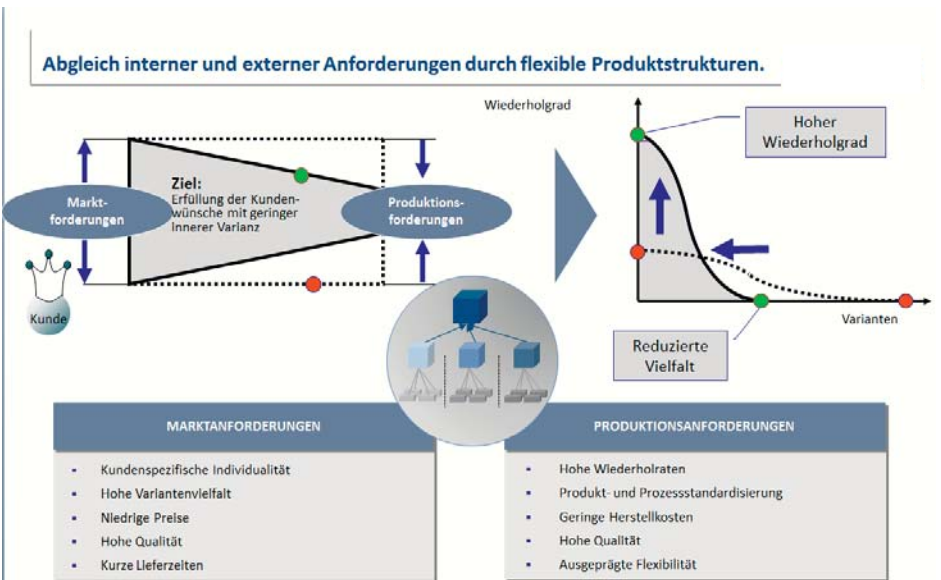 Abgleich interner und externer Anforderungen durch flexible Produktstrukturen.
Wiederholgrad
Hoher
Wiederholgrad
Ziel:
Erfüllung der Kunden-
wünsche mit geringer
Innerer Varianz
Markt-
forderungen
Produktions-
forderungen
Kunde
Varianten
Reduzierte
Vielfalt
MARKTANFORDERUNGEN
▪ Kundenspezifische Individualität
▪ Hohe Variantenvielfalt
▪ Niedrige Preise
▪ Hohe Qualität
▪ Kurze Lieferzeiten
PRODUKTIONSANFORDERUNGEN
▪ Hohe Wiederholraten
▪ Produkt- und Prozessstandardisierung
▪ Geringe Herstellkosten
▪ Hohe Qualität
▪ Ausgeprägte Flexibilität